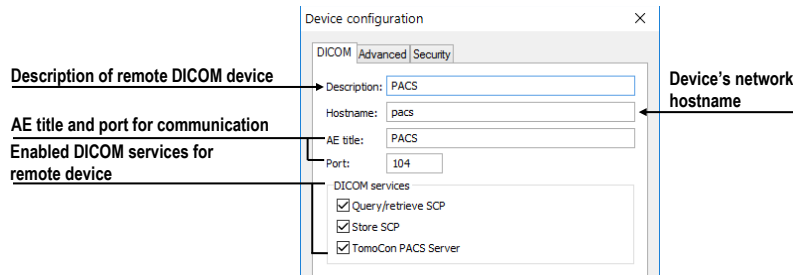 Device configuration
DICOM Advanced Security
Description of remote DICOM device
Description: PACS
Device's network
hostname
Hostname: pacs
AE title and port for communication
AE title: PACS
Enabled DICOM services for
remote device
Port: 104
DICOM services
Query/retrieve SCP
Store SCP
TomoCon PACS Server